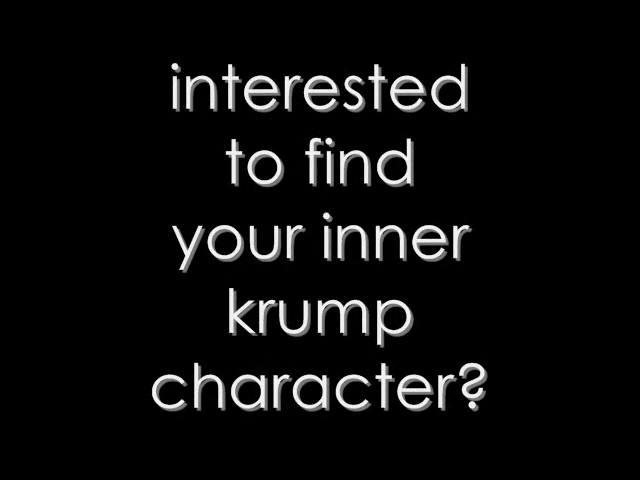 interested
to find
your inner
krump
character?